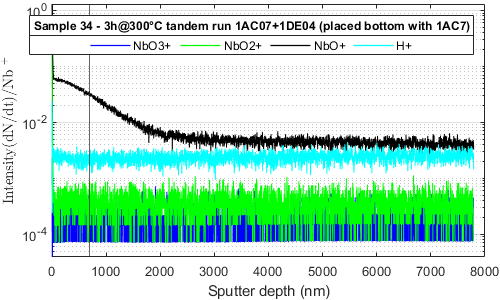 Sample 34 - 3h@300°C tandem run 1AC07+1DE04 (placed bottom with 1AC7)
NbO3+ NbO2+ NbO+ H+
Intensity(dN/dt)/Nb+
10-2
10-4
0 1000 2000 3000 4000 5000 6000 7000 8000
Sputter depth (nm)